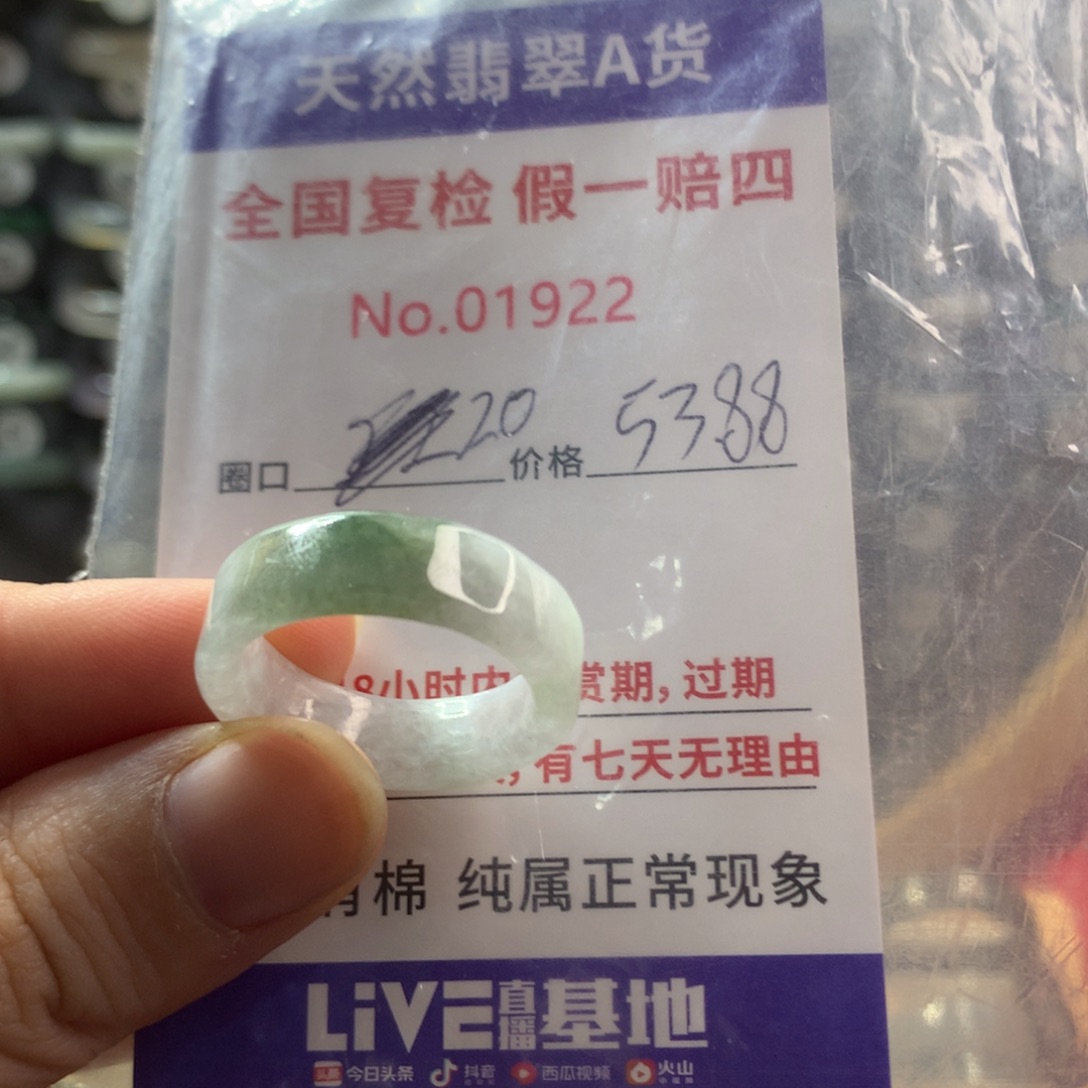 天然翡翠A货
全国复检 假一赔四
No.01922
圈口 20 价格 5388
8小时内 赏期, 过期
有七天无理由
棉 纯属正常现象
LiVE直播基地
头条 今日头条 抖音 西瓜视频 火山